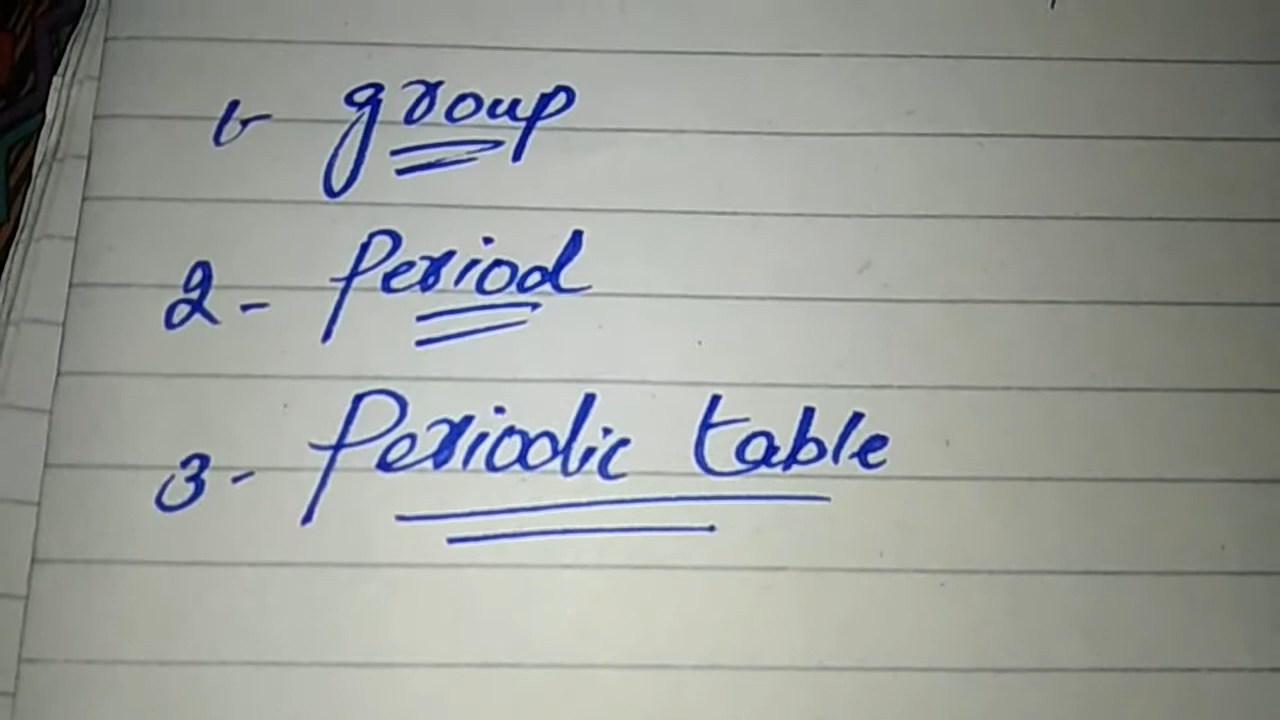 1- group
2- Period
3- Periodic table